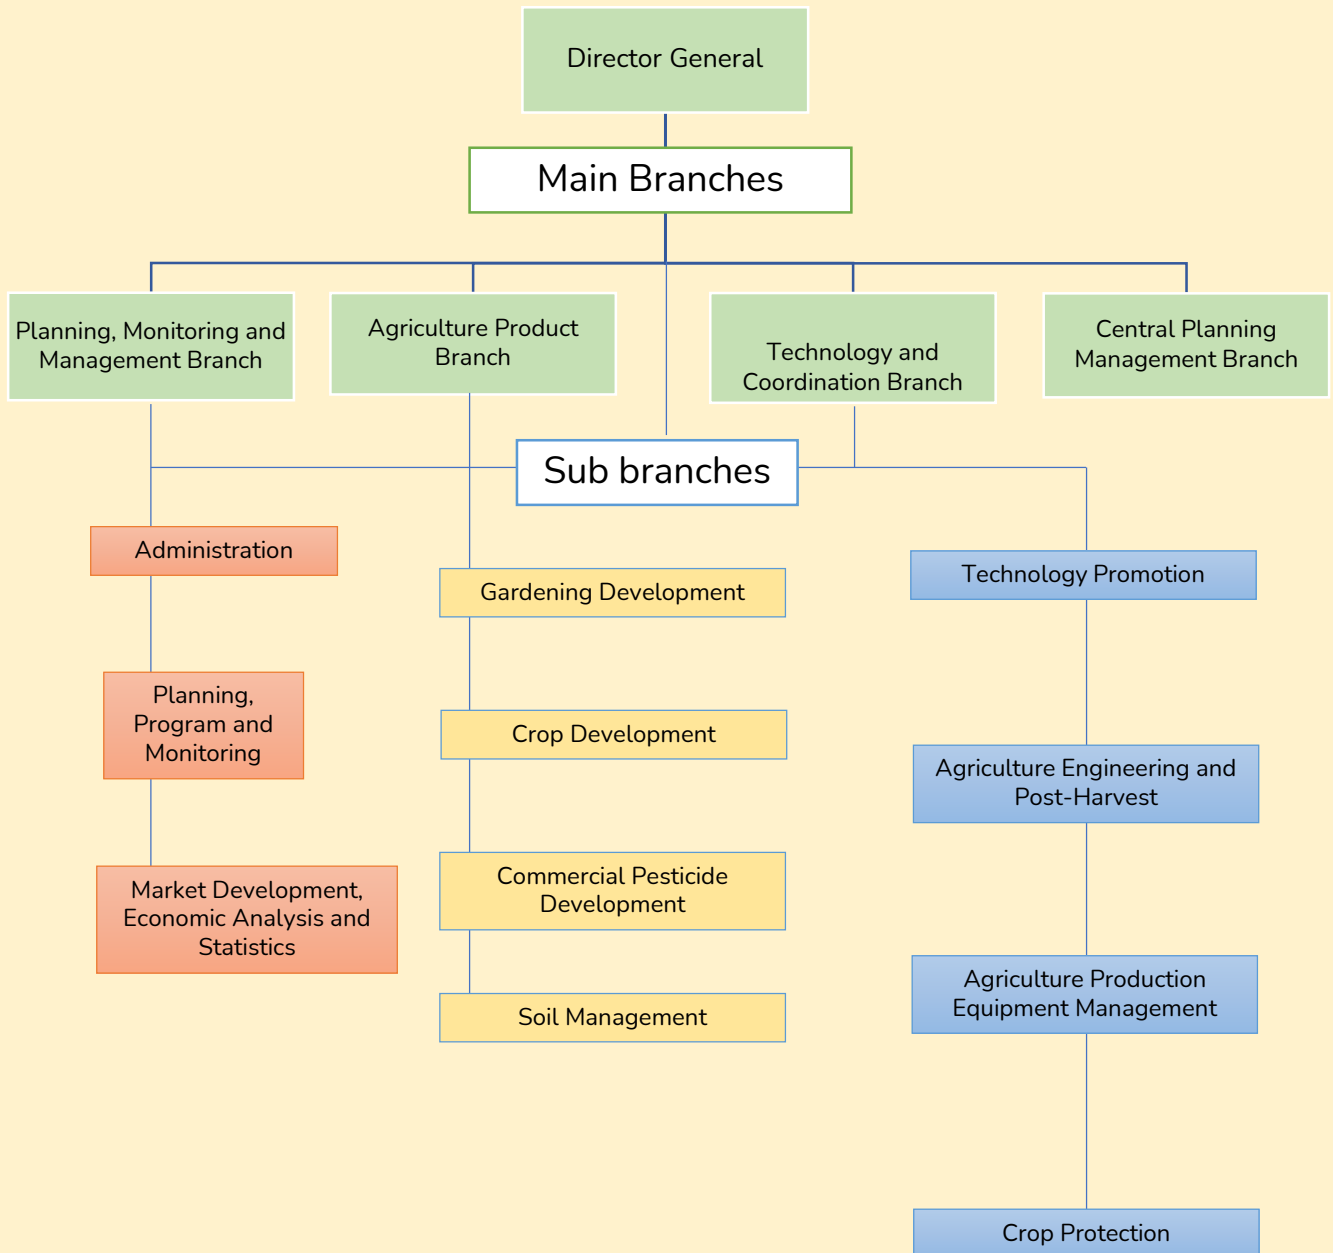 Director General
Main Branches
Planning, Monitoring and
Management Branch
Agriculture Product
Branch
Technology and
Coordination Branch
Central Planning
Management Branch
Sub branches
Administration
Planning,
Program and
Monitoring
Market Development,
Economic Analysis and
Statistics
Gardening Development
Crop Development
Commercial Pesticide
Development
Soil Management
Technology Promotion
Agriculture Engineering and
Post-Harvest
Agriculture Production
Equipment Management
Crop Protection